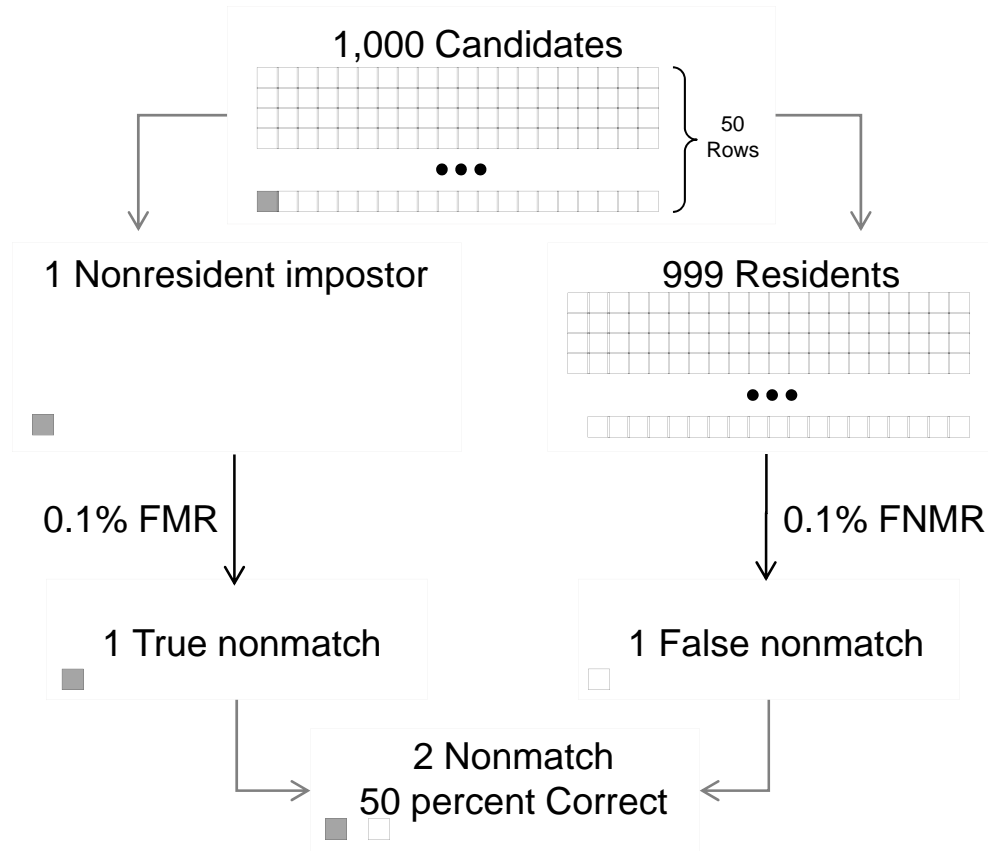 1,000 Candidates
50
Rows
1 Nonresident impostor
999 Residents
0.1% FMR
0.1% FNMR
1 True nonmatch
1 False nonmatch
2 Nonmatch
50 percent Correct